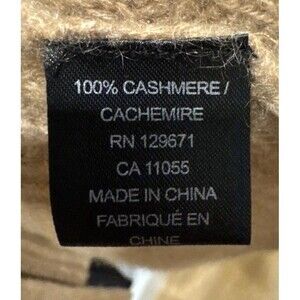 100% CASHMERE /
CACHEMIRE
RN 129671
CA 11055
MADE IN CHINA
FABRIQUÉ EN
CHINE